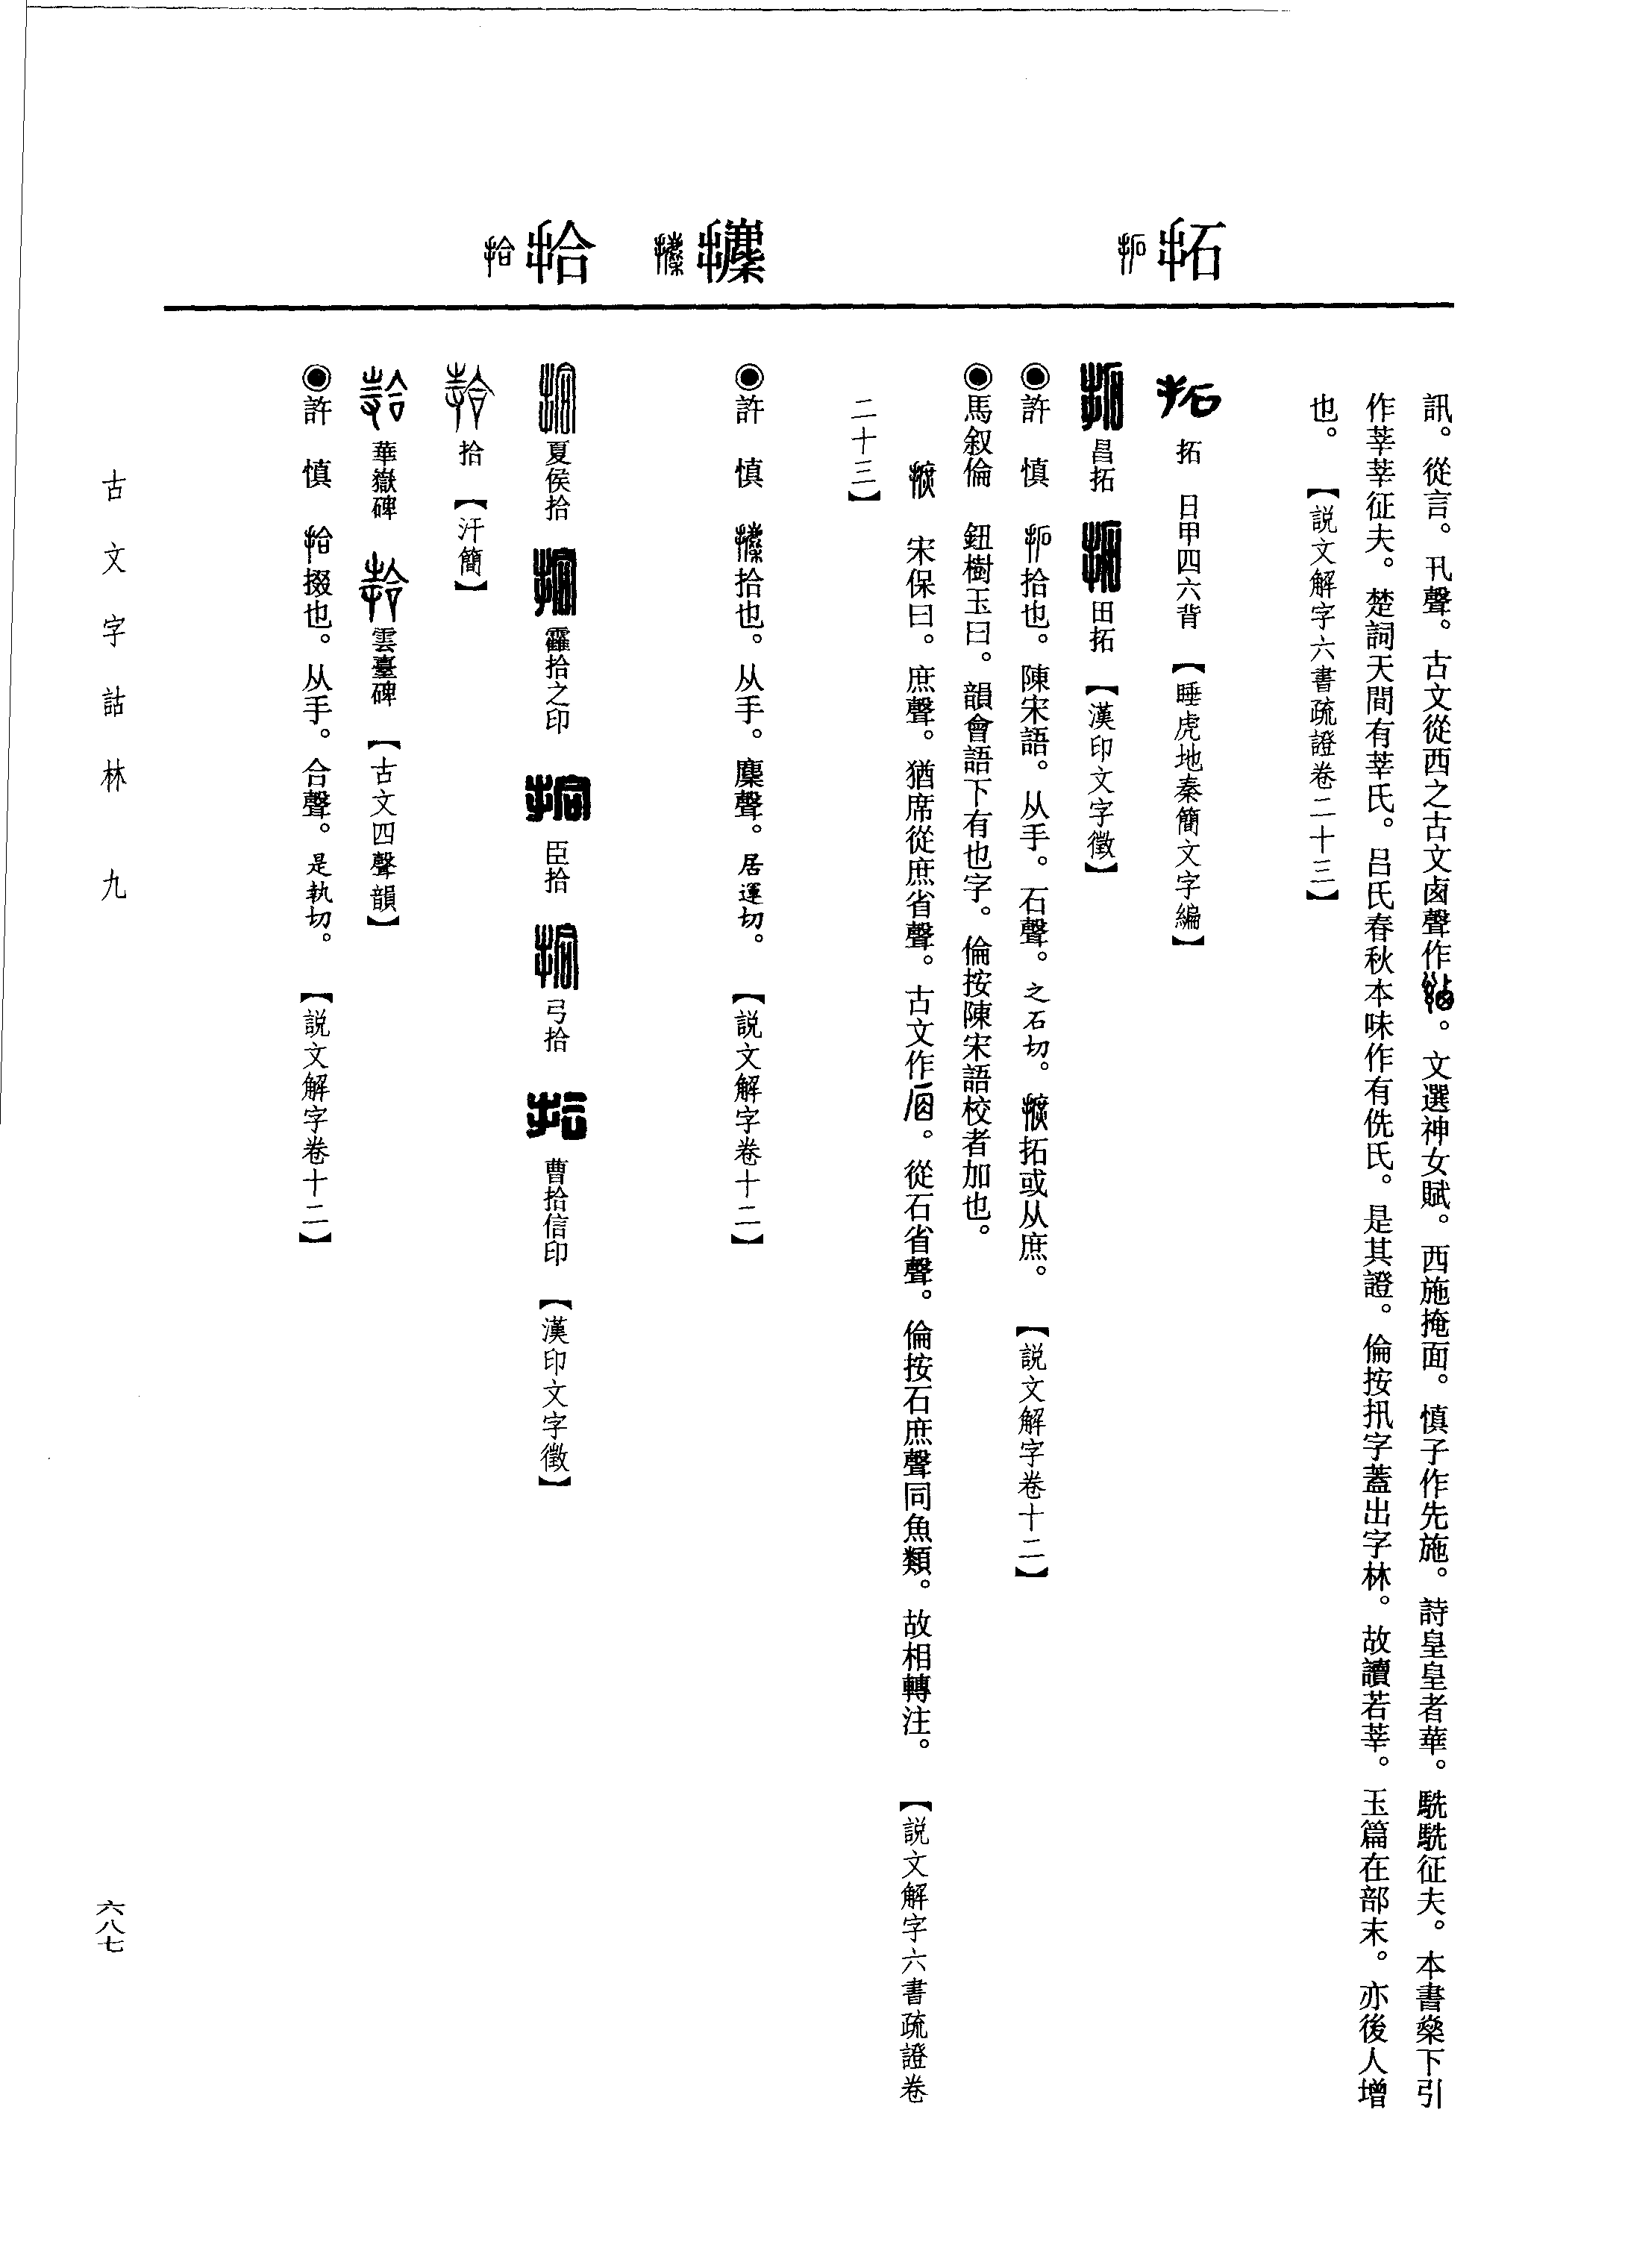 拓
攈
拾
訊。從言。卂聲。古文從西之古文卤聲作。文選神女賦。西施掩面。慎子作先施。詩皇皇者華。駪駪征夫。本書燊下引
作莘莘征夫。楚詞天問有莘氏。呂氏春秋本味作有侁氏。是其證。倫按扟字蓋出字林。故讀若莘。玉篇在部末。亦後人增
也。【説文解字六書疏證卷二十三】
拓 日甲四六背 【睡虎地秦簡文字編】
昌拓 田拓 【漢印文字徵】
◉許 慎 拾也。陳宋語。从手。石聲。之石切。拓或从庶。 【説文解字卷十二】
◉馬叙倫 鈕樹玉曰。韻會語下有也字。倫按陳宋語校者加也。
宋保曰。庶聲。猶席從庶省聲。古文作。從石省聲。倫按石庶聲同魚類。故相轉注。 【説文解字六書疏證卷
二十三】
◉許 慎 拾也。从手。麇聲。居運切。 【説文解字卷十二】
夏侯拾 靃拾之印 臣拾 弓拾 曹拾信印 【漢印文字徵】
拾 【汗簡】
華嶽碑 雲臺碑 【古文四聲韻】
◉許 慎 掇也。从手。合聲。是執切。 【説文解字卷十二】
古文字詁林 九
六八七